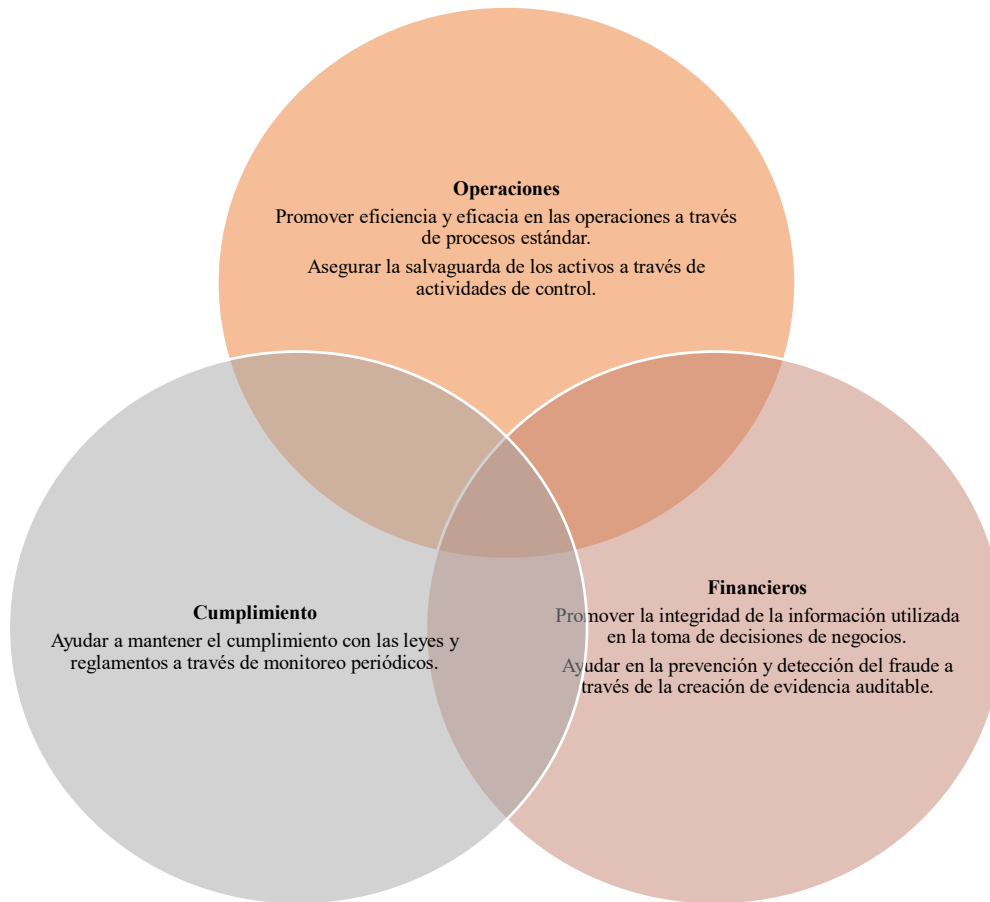 Operaciones
Promover eficiencia y eficacia en las operaciones a través
de procesos estándar.
Asegurar la salvaguarda de los activos a través de
actividades de control.
Cumplimiento
Ayudar a mantener el cumplimiento con las leyes y
reglamentos a través de monitoreo periódicos.
Financieros
Promover la integridad de la información utilizada
en la toma de decisiones de negocios.
Ayudar en la prevención y detección del fraude a
través de la creación de evidencia auditable.